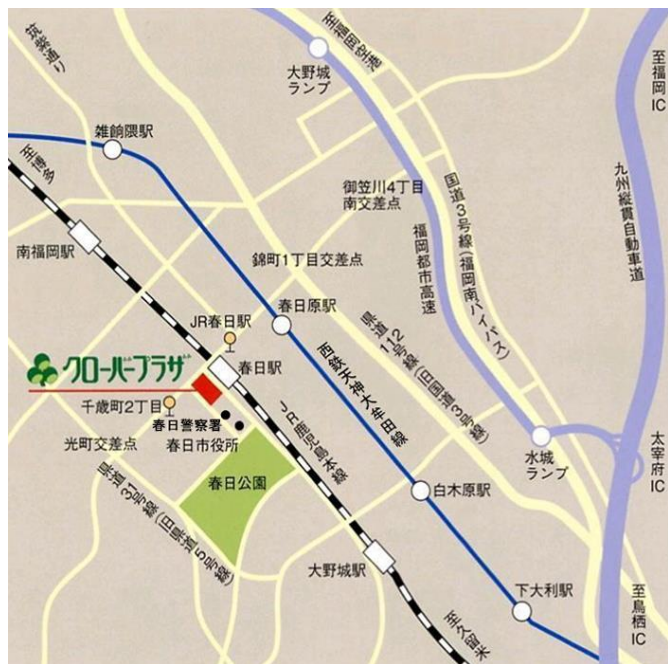 筑紫通り
至福岡空港
大野城
ランプ
至福岡
IC
雑餉隈駅
至博多
御笠川4丁目
南交差点
国道3号線(福岡南バイパス)
九州縦貫自動車道
福岡都市高速
南福岡駅
錦町1丁目交差点
春日原駅
JR春日駅
県道112号線(旧国道3号線)
西鉄天神大牟田線
クローバープラザ
春日駅
千歳町2丁目
JR鹿児島本線
春日警察署
光町交差点
春日市役所
水城
ランプ
太宰府IC
春日公園
県道31号線(旧県道5号線)
白木原駅
大野城駅
下大利駅
至久留米
至鳥栖
IC